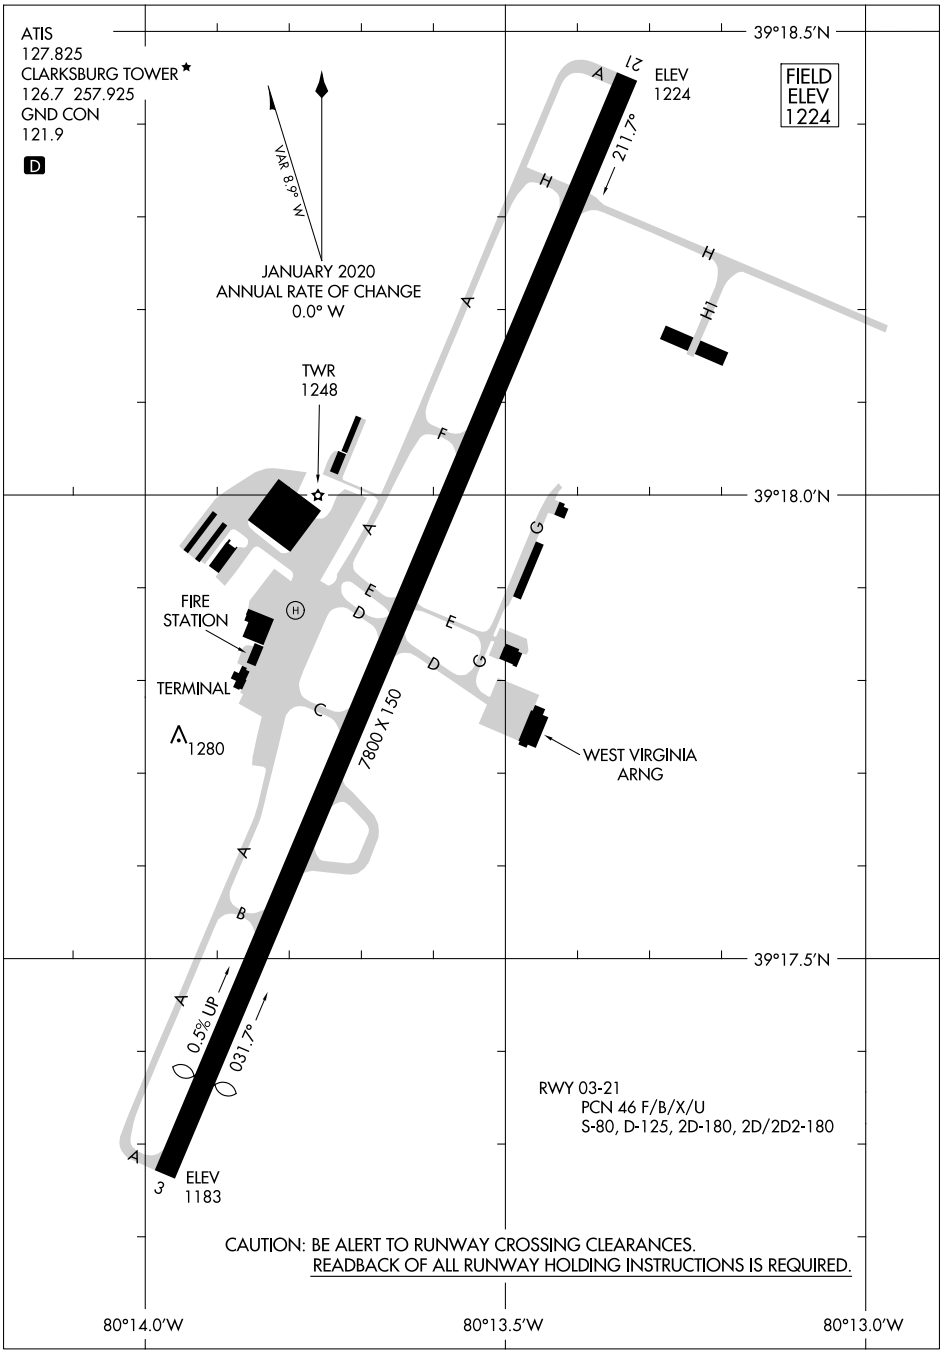 ATIS
127.825
CLARKSBURG TOWER★
126.7 257.925
GND CON
121.9
D
39°18.5'N
FIELD
ELEV
1224
21
ELEV
1224
A
211.7°
VAR 8.9° W
JANUARY 2020
ANNUAL RATE OF CHANGE
0.0° W
H
H
H1
A
TWR
1248
F
39°18.0'N
A
G
E
D
E
D
G
H
FIRE
STATION
TERMINAL
C
7800 X 150
1280
WEST VIRGINIA
ARNG
A
B
39°17.5'N
A
0.5% UP
031.7°
RWY 03-21
PCN 46 F/B/X/U
S-80, D-125, 2D-180, 2D/2D2-180
A
3
ELEV
1183
CAUTION: BE ALERT TO RUNWAY CROSSING CLEARANCES.
READBACK OF ALL RUNWAY HOLDING INSTRUCTIONS IS REQUIRED.
80°14.0'W
80°13.5'W
80°13.0'W